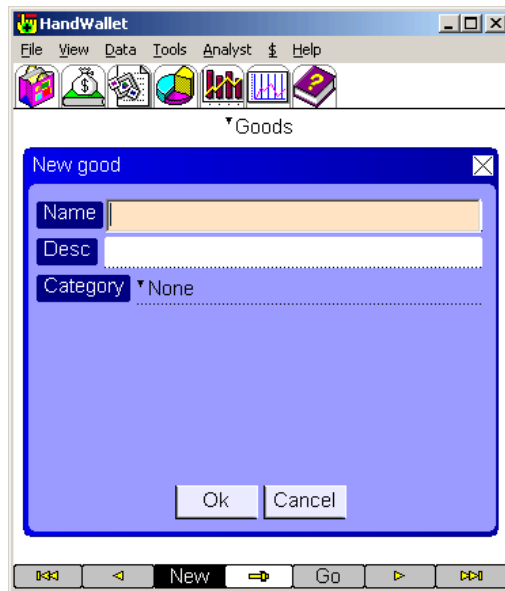 HandWallet
File View Data Tools Analyst $ Help
Goods
New good
Name
Desc
Category None
Ok Cancel
New Go